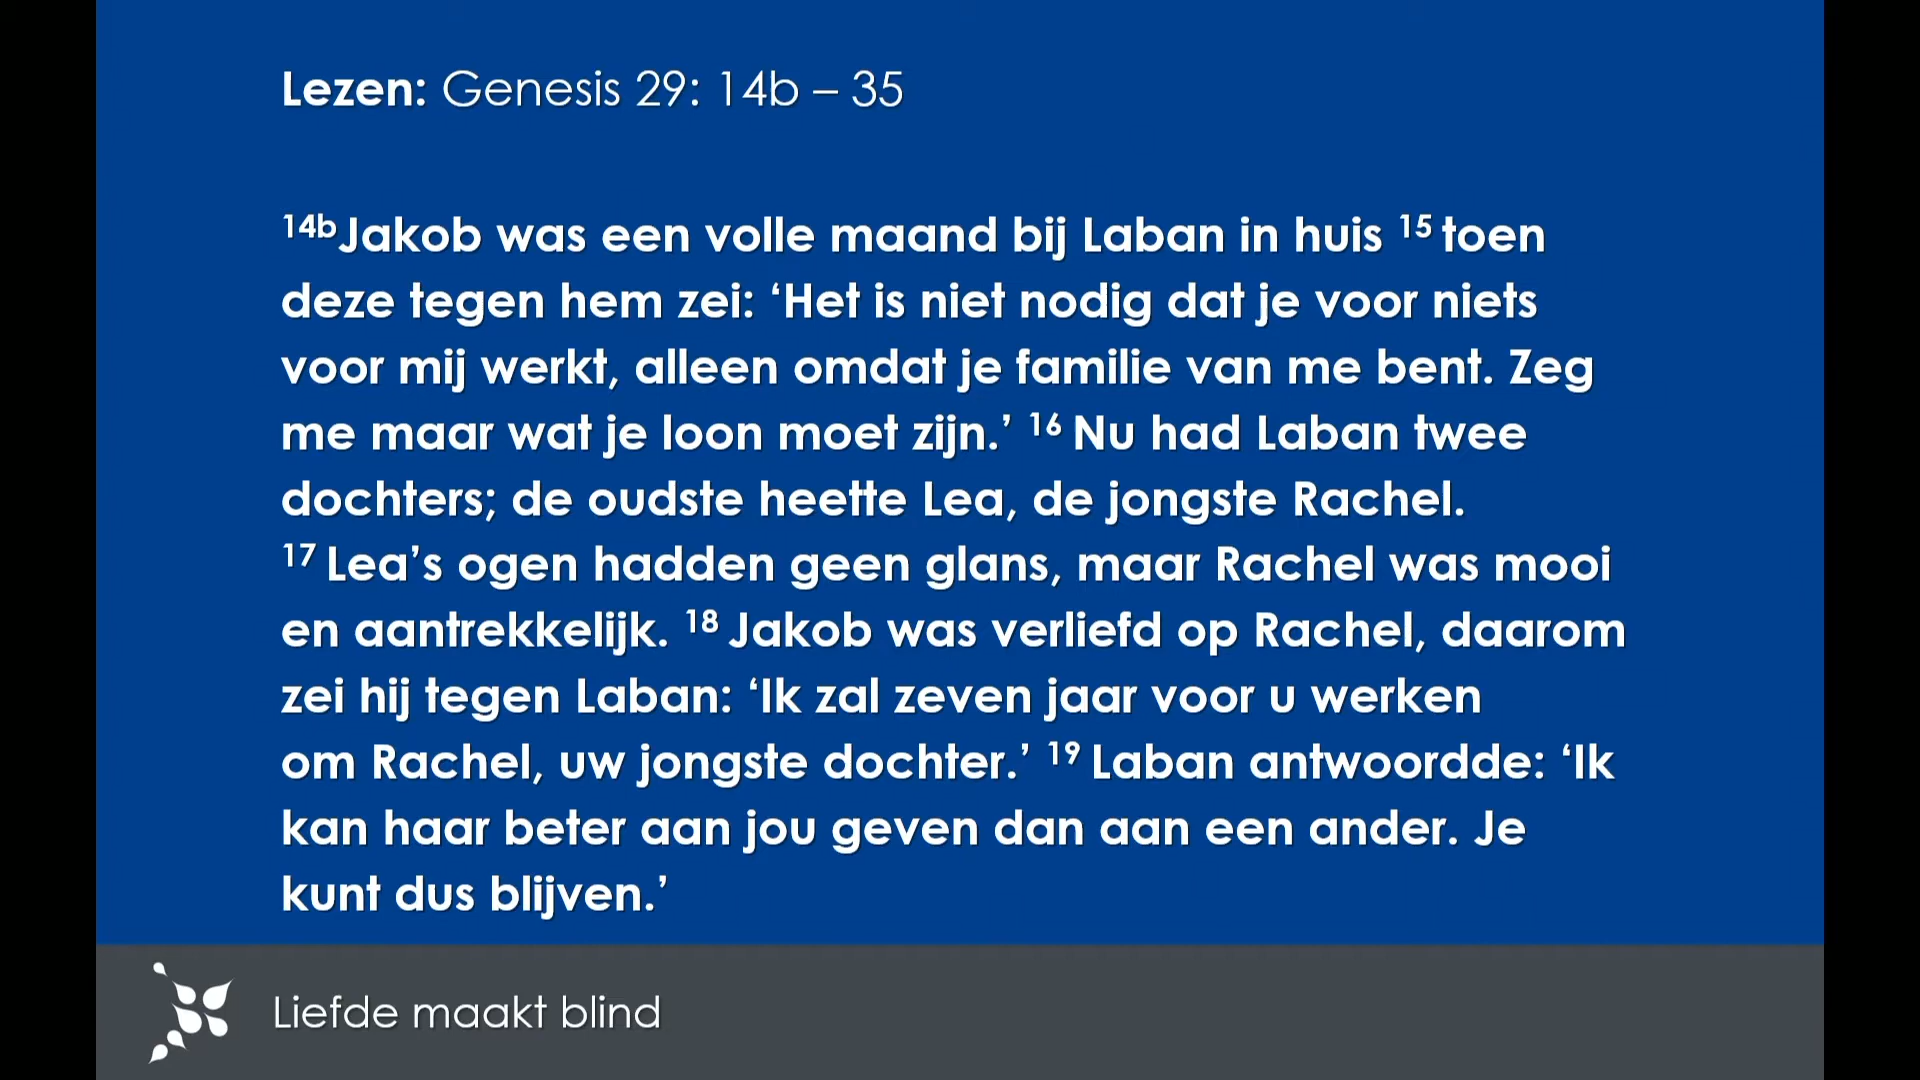 Lezen: Genesis 29: 14b – 35
14bJakob was een volle maand bij Laban in huis 15 toen
deze tegen hem zei: ‘Het is niet nodig dat je voor niets
voor mij werkt, alleen omdat je familie van me bent. Zeg
me maar wat je loon moet zijn.’ 16 Nu had Laban twee
dochters; de oudste heette Lea, de jongste Rachel.
17 Lea’s ogen hadden geen glans, maar Rachel was mooi
en aantrekkelijk. 18 Jakob was verliefd op Rachel, daarom
zei hij tegen Laban: ‘Ik zal zeven jaar voor u werken
om Rachel, uw jongste dochter.’ 19 Laban antwoordde: ‘Ik
kan haar beter aan jou geven dan aan een ander. Je
kunt dus blijven.’
Liefde maakt blind